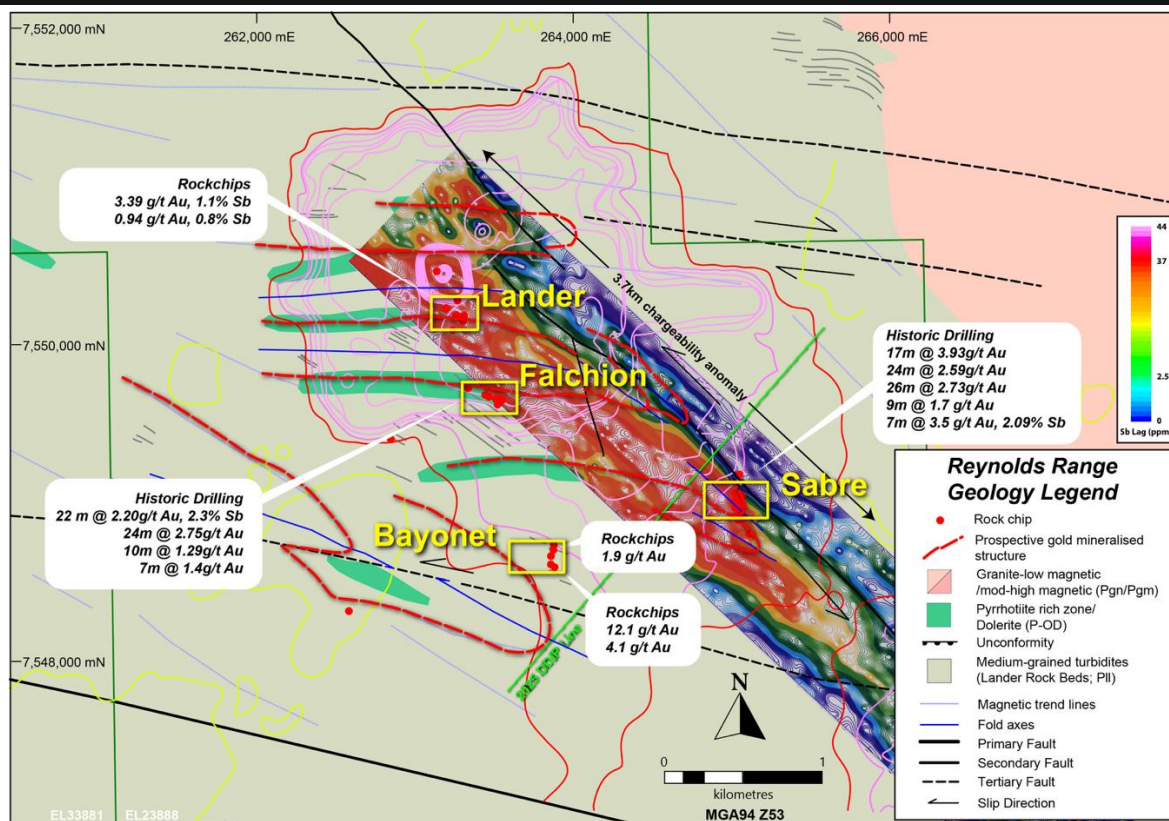 7,552,000 mN
262,000 mE
264,000 mE
266,000 mE
Rockchips
3.39 g/t Au, 1.1% Sb
0.94 g/t Au, 0.8% Sb
Lander
3.7km chargeability anomaly
44
37
2.5
0
Sb Lag (ppm)
7,550,000 mN
Falchion
Historic Drilling
17m @ 3.93g/t Au
24m @ 2.59g/t Au
26m @ 2.73g/t Au
9m @ 1.7 g/t Au
7m @ 3.5 g/t Au, 2.09% Sb
Sabre
Historic Drilling
22 m @ 2.20g/t Au, 2.3% Sb
24m @ 2.75g/t Au
10m @ 1.29g/t Au
7m @ 1.4g/t Au
Bayonet
Rockchips
1.9 g/t Au
Rockchips
12.1 g/t Au
4.1 g/t Au
DDIP Line
7,548,000 mN
N
0 1
kilometres
MGA94 Z53
EL33881 EL23888
Reynolds Range
Geology Legend
Rock chip
Prospective gold mineralised
structure
Granite-low magnetic
/mod-high magnetic (Pgn/Pgm)
Pyrrhotiite rich zone/
Dolerite (P-OD)
Unconformity
Medium-grained turbidites
(Lander Rock Beds; Pll)
Magnetic trend lines
Fold axes
Primary Fault
Secondary Fault
Tertiary Fault
Slip Direction